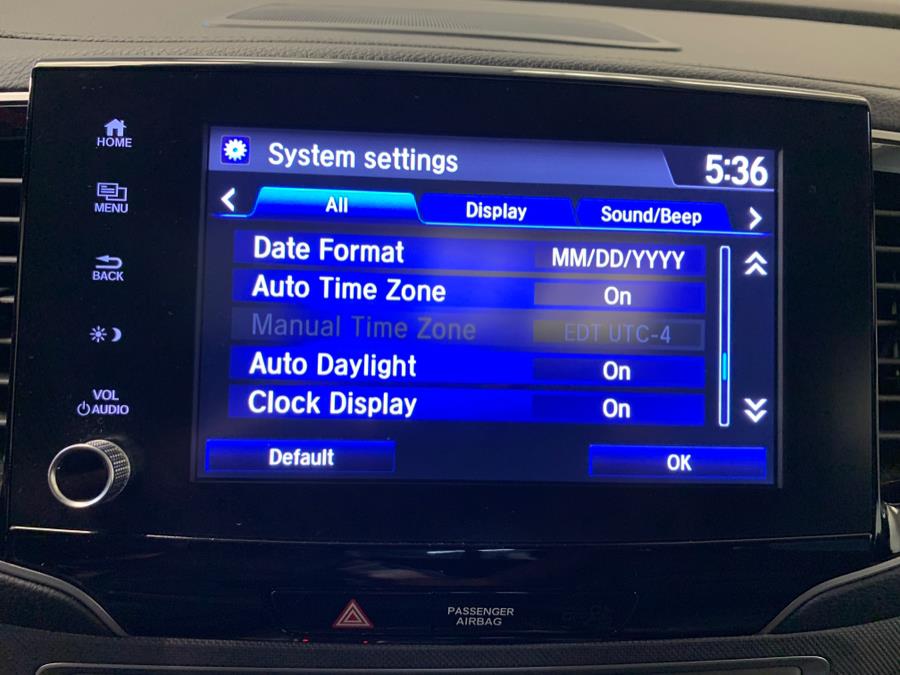 HOME
MENU
BACK
VOL
AUDIO
System settings 5:36
All Display Sound/Beep
Date Format MM/DD/YYYY
Auto Time Zone On
Manual Time Zone EDT UTC-4
Auto Daylight On
Clock Display On
Default OK
PASSENGER
AIRBAG